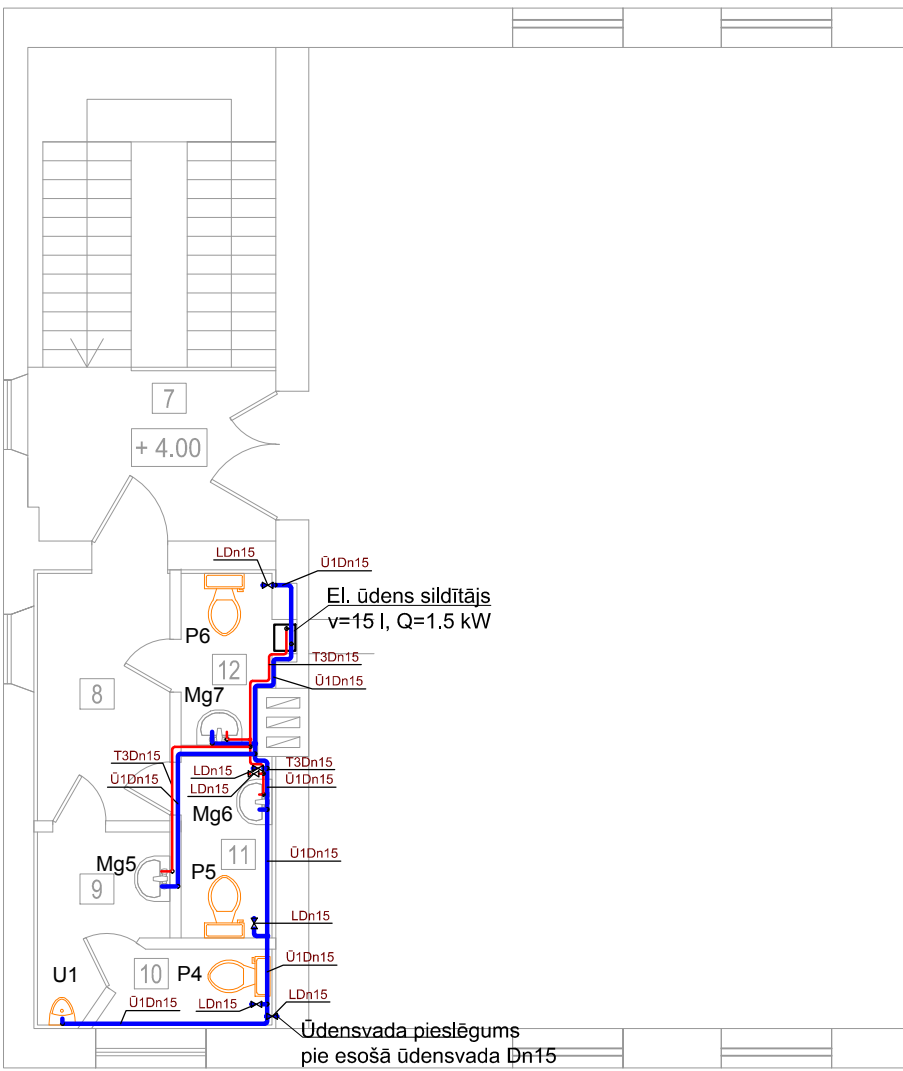 7
+ 4.00
LDn15
Ū1Dn15
El. ūdens sildītājs
v=15 l, Q=1.5 kW
P6
12
T3Dn15
Ū1Dn15
8
Mg7
T3Dn15
LDn15
T3Dn15
Ū1Dn15
LDn15
Ū1Dn15
Mg6
Mg5
P5
11
Ū1Dn15
9
LDn15
U1
10
P4
Ū1Dn15
Ū1Dn15
LDn15
LDn15
Ūdensvada pieslēgums
pie esošā ūdensvada Dn15